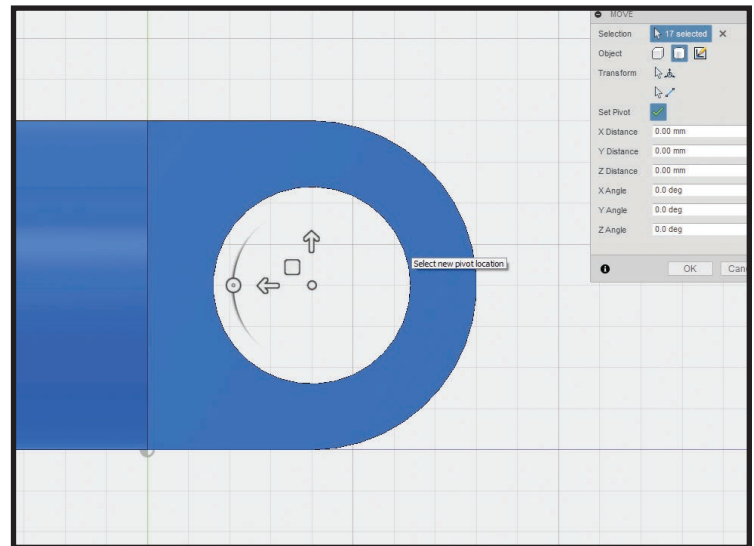 MOVE
Selection 17 selected ×
Object
Transform
Set Pivot
X Distance 0.00 mm
Y Distance 0.00 mm
Z Distance 0.00 mm
X Angle 0.0 deg
Y Angle 0.0 deg
Z Angle 0.0 deg
Select new pivot location
OK Can